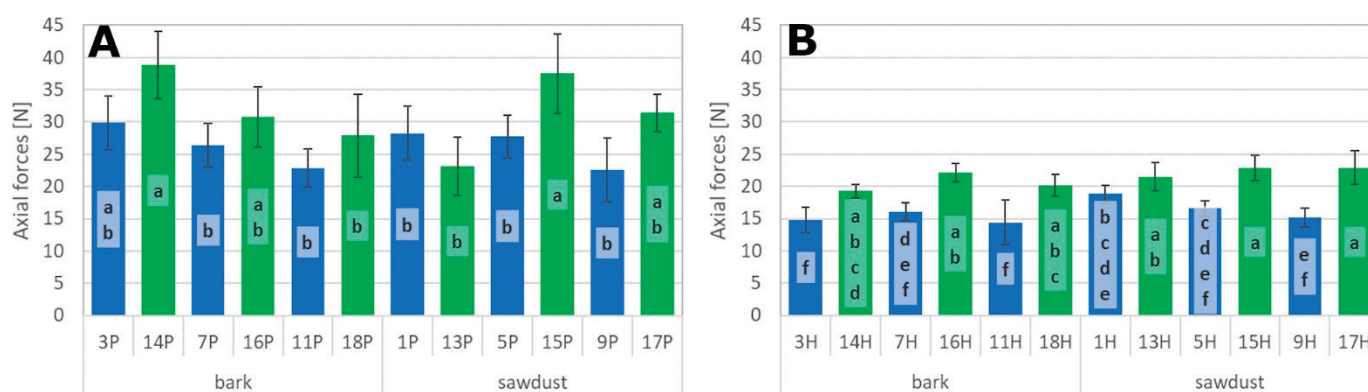 A
Axial forces [N]
45
40
35
30
25
20
15
10
5
0
a
b
a
b
a
b
b
b
b
b
b
a
b
a
b
3P 14P 7P 16P 11P 18P 1P 13P 5P 15P 9P 17P
bark sawdust
B
Axial forces [N]
45
40
35
30
25
20
15
10
5
0
f
a
b
c
d
d
e
f
a
b
f
a
b
c
b
c
d
e
a
b
c
d
e
f
a
e
f
a
3H 14H 7H 16H 11H 18H 1H 13H 5H 15H 9H 17H
bark sawdust